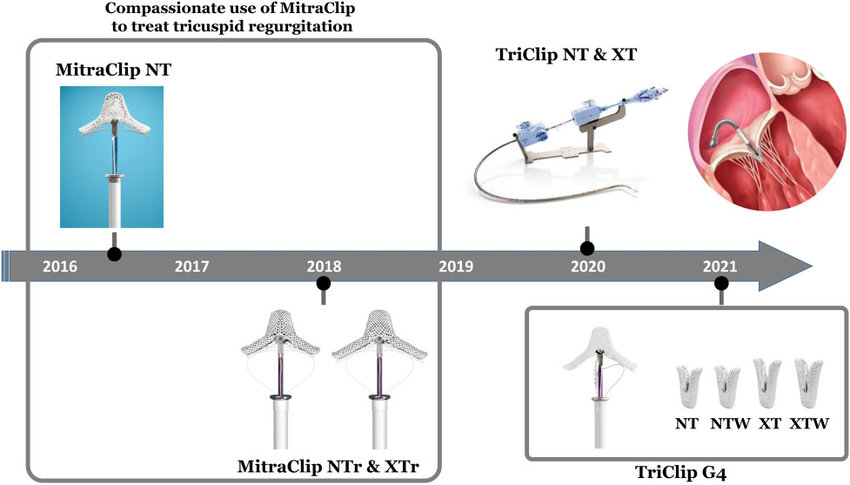 Compassionate use of MitraClip
to treat tricuspid regurgitation
MitraClip NT
TriClip NT & XT
2016 2017 2018 2019 2020 2021
MitraClip NTr & XTr
NT NTW XT XTW
TriClip G4